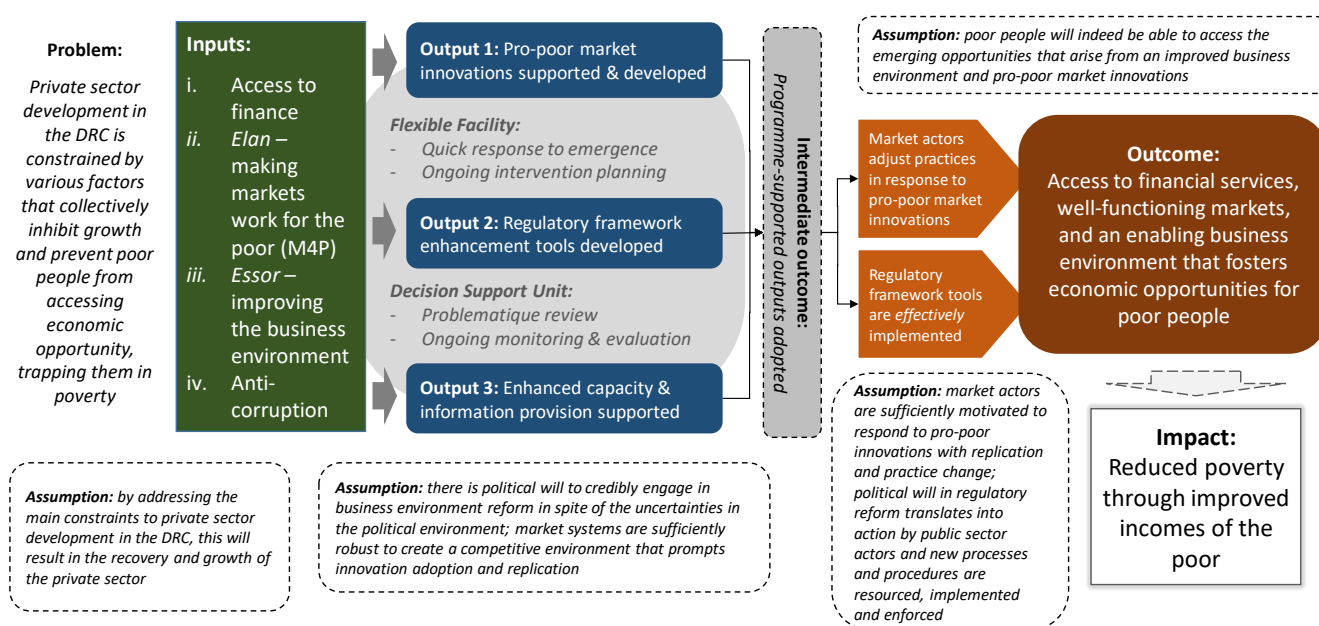 Problem:
Private sector
development in
the DRC is
constrained by
various factors
that collectively
inhibit growth
and prevent poor
people from
accessing
economic
opportunity,
trapping them in
poverty
Inputs:
i. Access to
finance
ii. Elan –
making
markets
work for the
poor (M4P)
iii. Essor –
improving
the business
environment
iv. Anti-
corruption
Output 1: Pro-poor market
innovations supported & developed
Flexible Facility:
- Quick response to emergence
- Ongoing intervention planning
Output 2: Regulatory framework
enhancement tools developed
Decision Support Unit:
- Problematique review
- Ongoing monitoring & evaluation
Output 3: Enhanced capacity &
information provision supported
Intermediate outcome:
Programme-supported outputs adopted
Assumption: poor people will indeed be able to access the
emerging opportunities that arise from an improved business
environment and pro-poor market innovations
Market actors
adjust practices
in response to
pro-poor market
innovations
Regulatory
framework tools
are effectively
implemented
Outcome:
Access to financial services,
well-functioning markets,
and an enabling business
environment that fosters
economic opportunities for
poor people
Assumption: by addressing the
main constraints to private sector
development in the DRC, this will
result in the recovery and growth of
the private sector
Assumption: there is political will to credibly engage in
business environment reform in spite of the uncertainties in
the political environment; market systems are sufficiently
robust to create a competitive environment that prompts
innovation adoption and replication
Assumption: market actors
are sufficiently motivated to
respond to pro-poor
innovations with replication
and practice change;
political will in regulatory
reform translates into
action by public sector
actors and new processes
and procedures are
resourced, implemented
and enforced
Impact:
Reduced poverty
through improved
incomes of the
poor